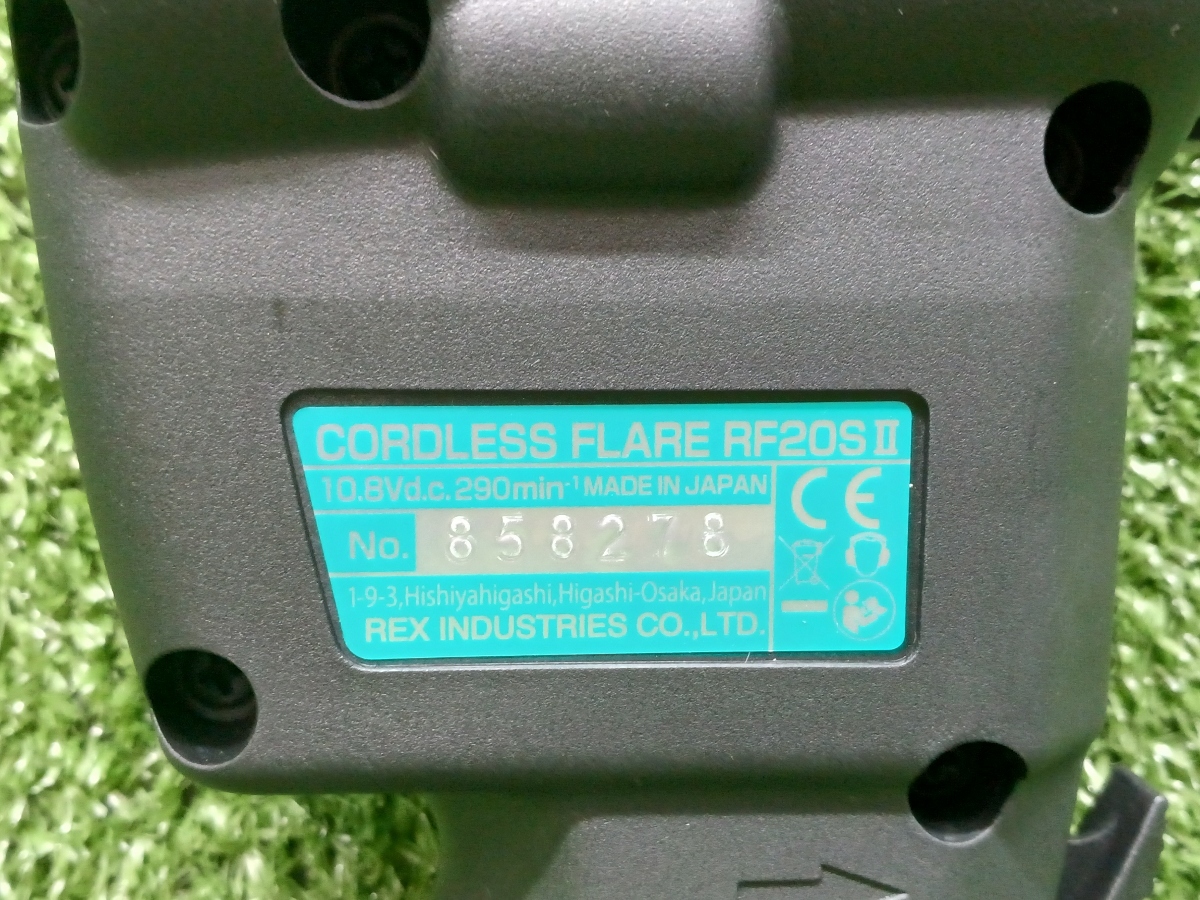 CORDLESS FLARE RF20SⅡ
10.8Vd.c. 290min⁻¹ MADE IN JAPAN
No. 858278
1-9-3,Hishiyahigashi,Higashi-Osaka,Japan
REX INDUSTRIES CO.,LTD.
CE